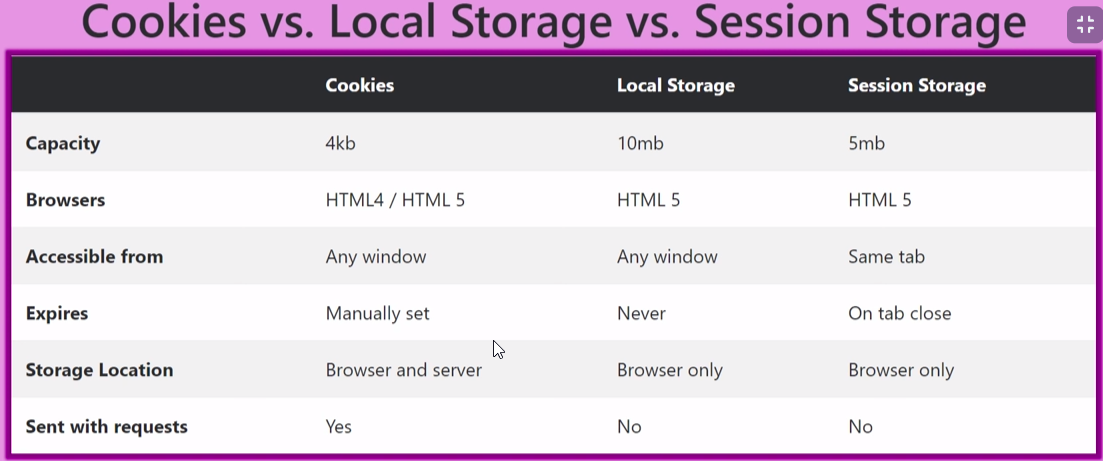 Cookies vs. Local Storage vs. Session Storage
Cookies Local Storage Session Storage
Capacity 4kb 10mb 5mb
Browsers HTML4 / HTML 5 HTML 5 HTML 5
Accessible from Any window Any window Same tab
Expires Manually set Never On tab close
Storage Location Browser and server Browser only Browser only
Sent with requests Yes No No